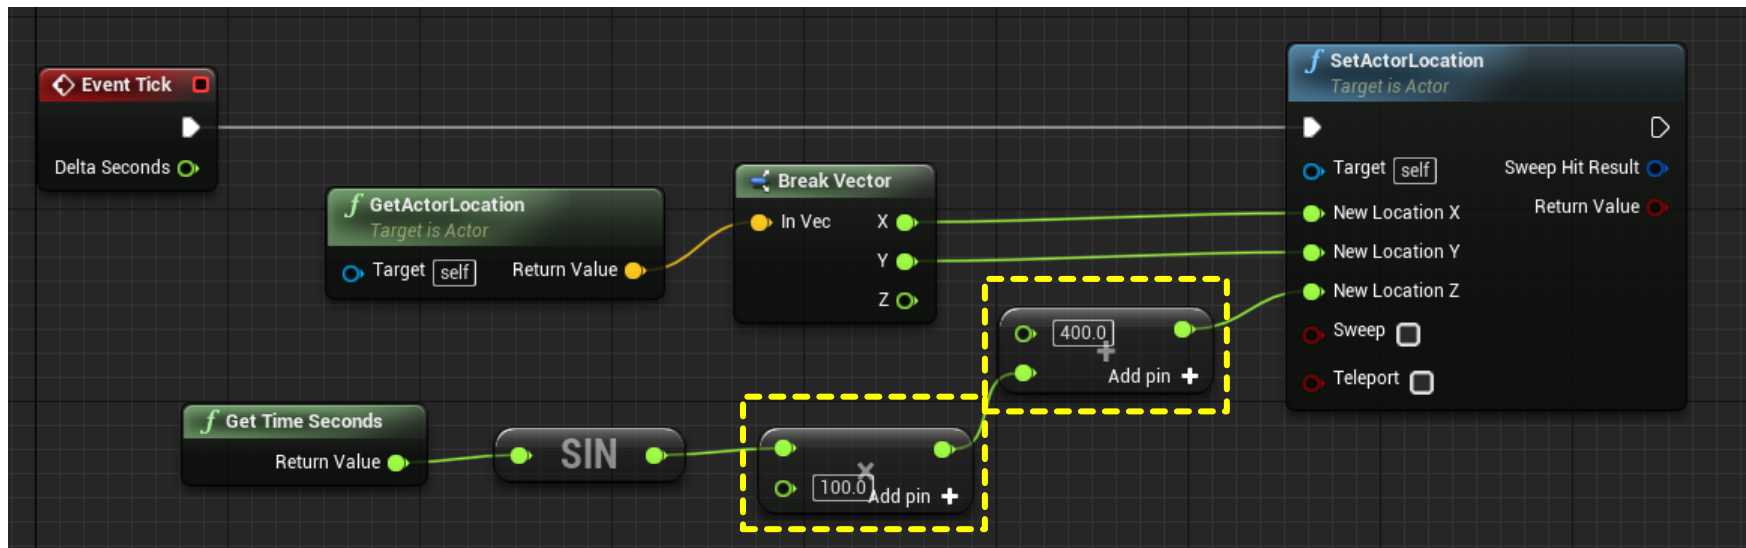 Event Tick
Delta Seconds
GetActorLocation
Target is Actor
Target self
Return Value
Break Vector
In Vec
X
Y
Z
SetActorLocation
Target is Actor
Target self
Sweep Hit Result
New Location X
Return Value
New Location Y
New Location Z
Sweep
Teleport
400.0
+
Add pin +
Get Time Seconds
Return Value
SIN
×
100.0
Add pin +